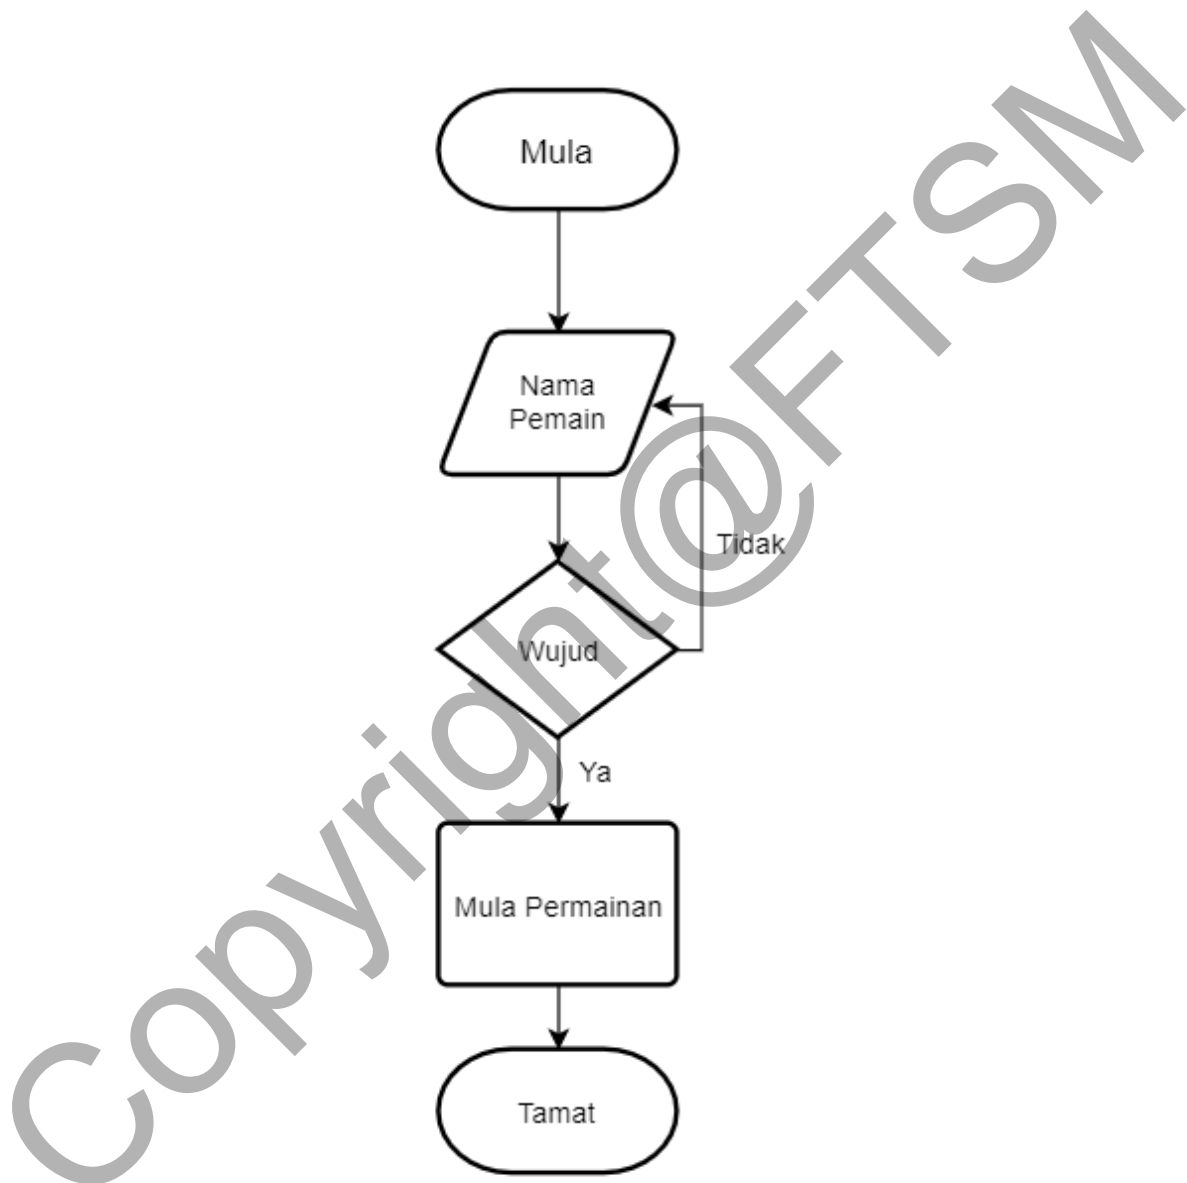 Mula
Nama
Pemain
Tidak
Wujud
Ya
Mula Permainan
Tamat
Copyright@FTSM